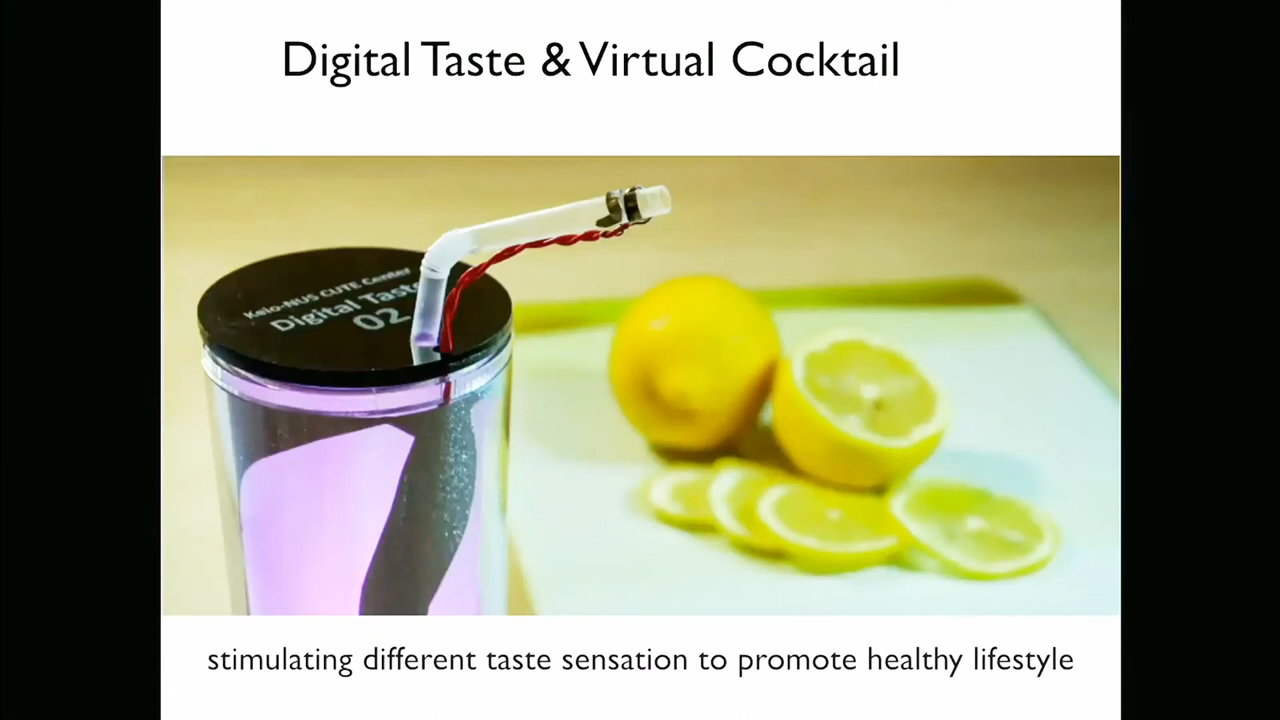 Digital Taste & Virtual Cocktail
Keio-NUS CUTE Center
Digital Taste
02
stimulating different taste sensation to promote healthy lifestyle